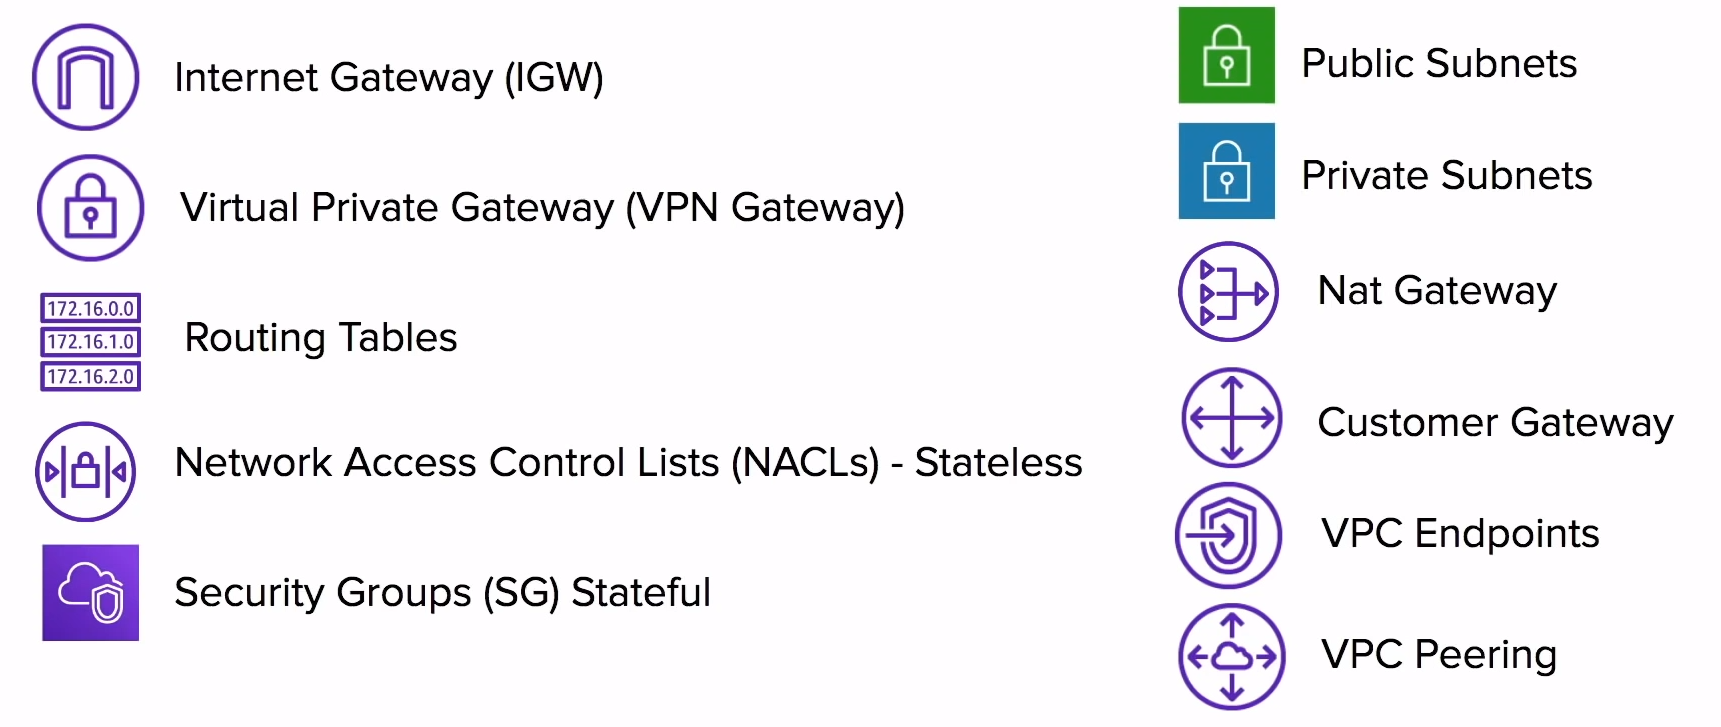 Internet Gateway (IGW)
Virtual Private Gateway (VPN Gateway)
172.16.0.0
172.16.1.0
172.16.2.0
Routing Tables
Network Access Control Lists (NACLs) - Stateless
Security Groups (SG) Stateful
Public Subnets
Private Subnets
Nat Gateway
Customer Gateway
VPC Endpoints
VPC Peering